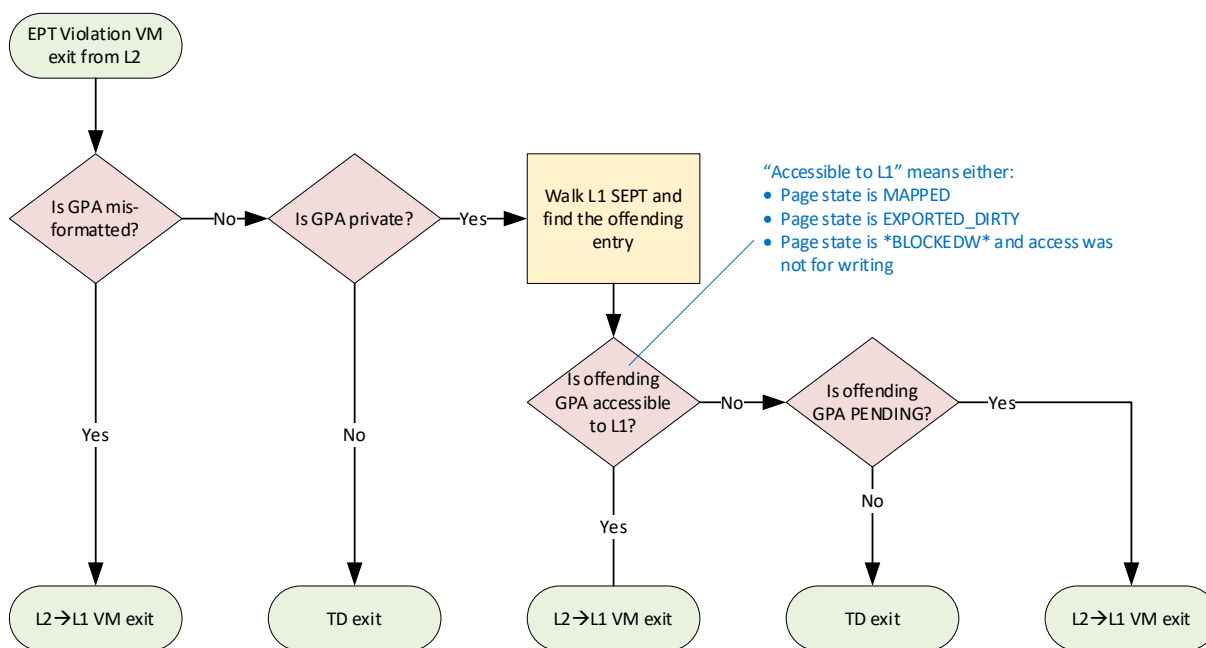 EPT Violation VM
exit from L2
Is GPA mis-
formatted?
No
Is GPA private?
Yes
Walk L1 SEPT and
find the offending
entry
“Accessible to L1” means either:
• Page state is MAPPED
• Page state is EXPORTED_DIRTY
• Page state is *BLOCKEDW* and access was
not for writing
Is offending
GPA accessible
to L1?
No
Is offending
GPA PENDING?
Yes
Yes
No
Yes
No
L2→L1 VM exit
TD exit
L2→L1 VM exit
TD exit
L2→L1 VM exit